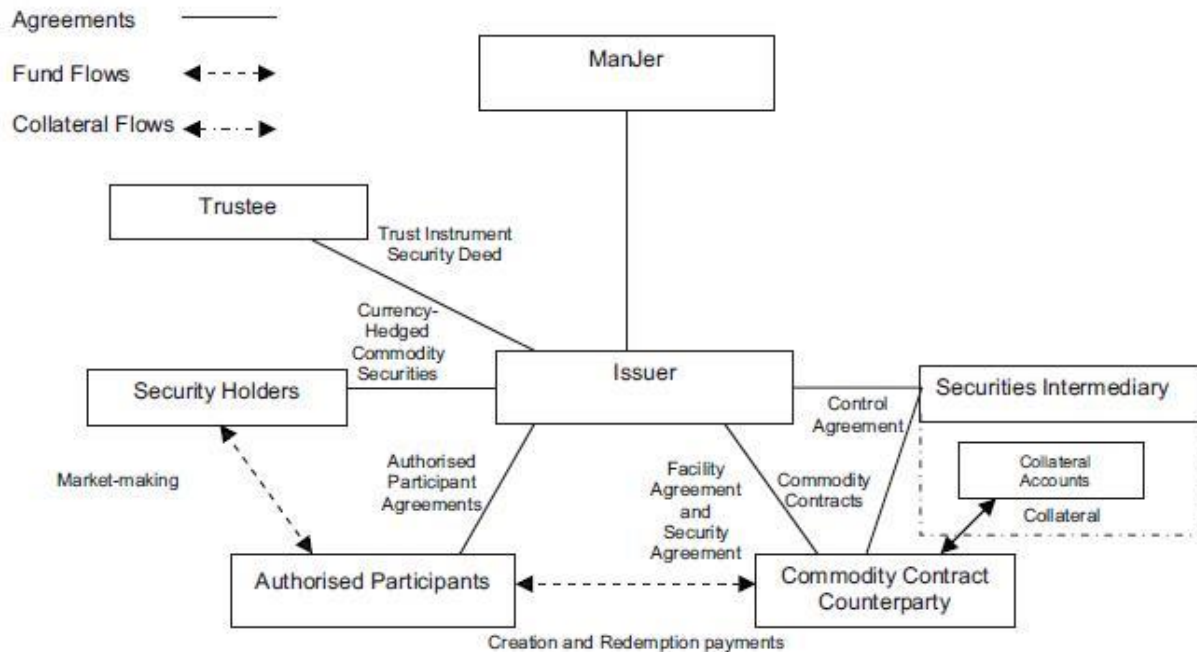 Agreements
Fund Flows
Collateral Flows
ManJer
Trustee
Trust Instrument
Security Deed
Currency-
Hedged
Commodity
Securities
Security Holders
Issuer
Securities Intermediary
Control
Agreement
Collateral
Accounts
Collateral
Market-making
Authorised
Participant
Agreements
Facility
Agreement
and
Security
Agreement
Commodity
Contracts
Authorised Participants
Commodity Contract
Counterparty
Creation and Redemption payments